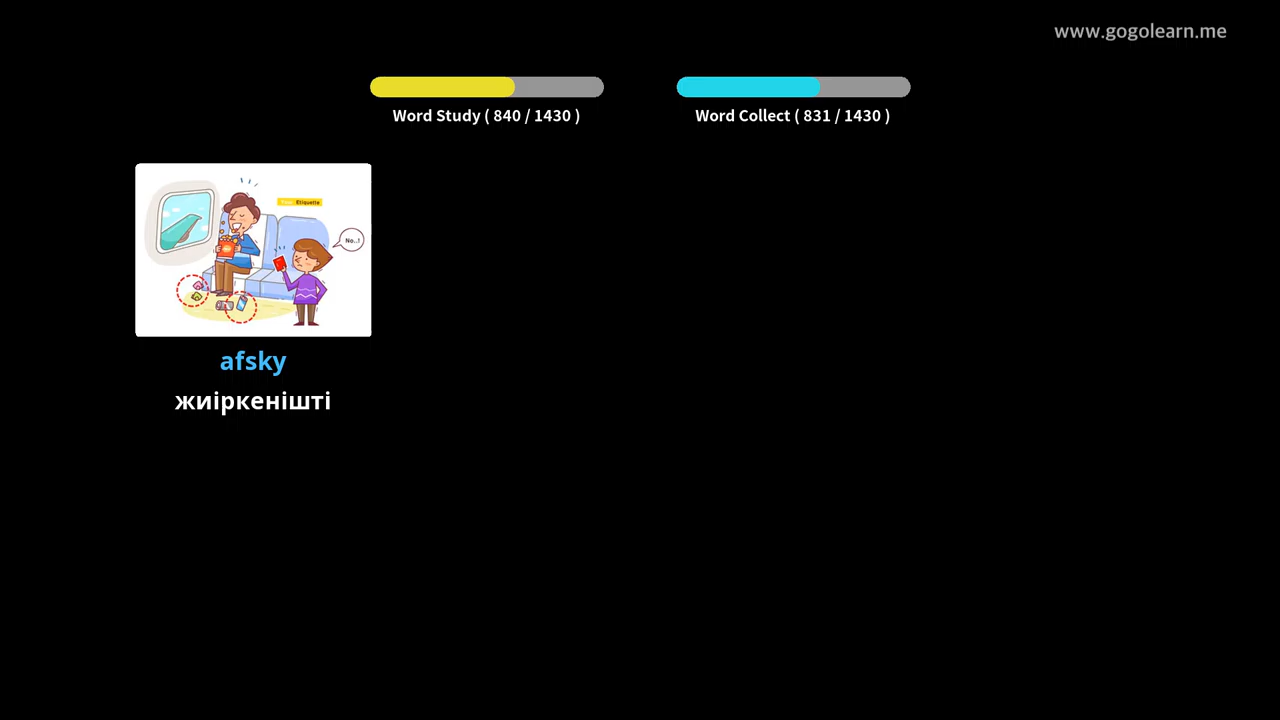 www.gogolearn.me
Word Study ( 840 / 1430 )
Word Collect ( 831 / 1430 )
Etiquette
No..!
afsky
жиіркенішті